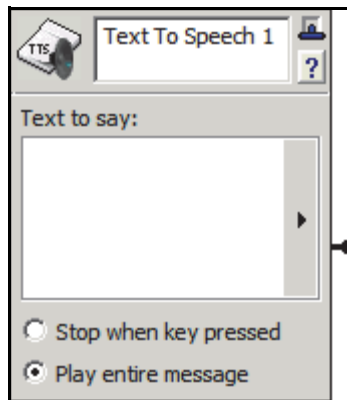 TTS
Text To Speech 1
?
Text to say:
Stop when key pressed
Play entire message